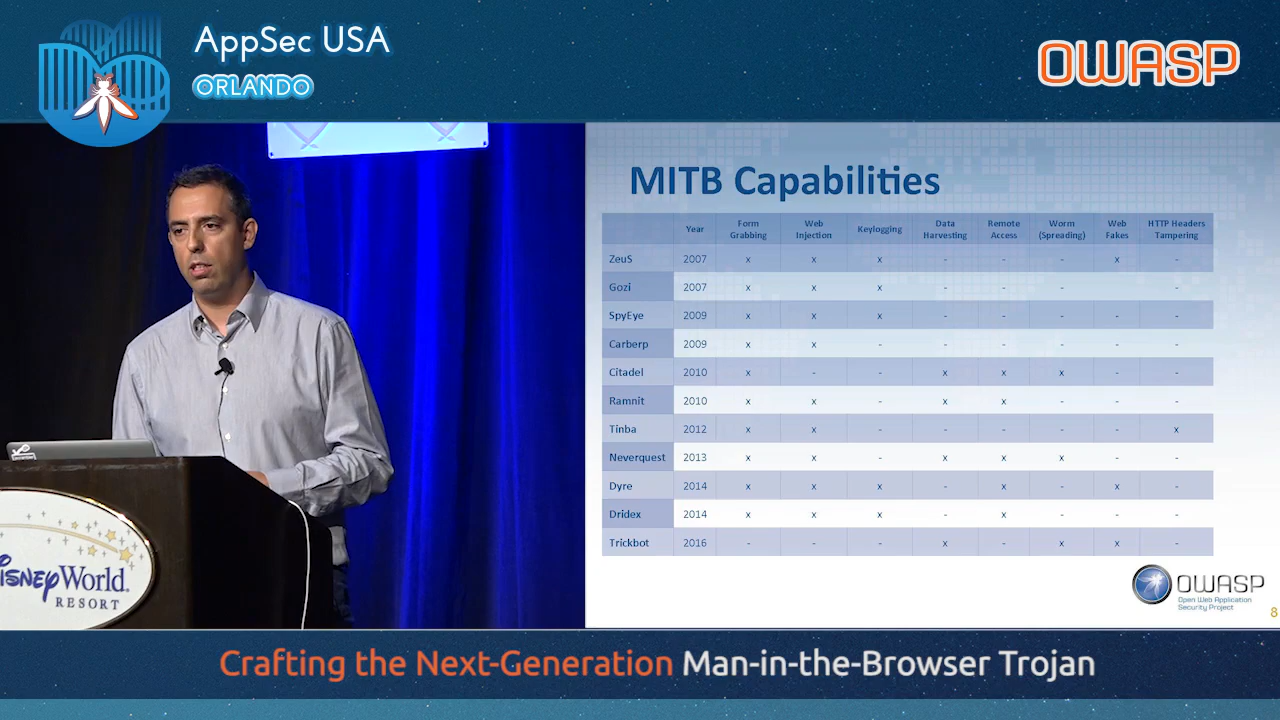 AppSec USA
ORLANDO
OWASP
MITB Capabilities
Year Form Grabbing Web Injection Keylogging Data Harvesting Remote Access Worm (Spreading) Web Fakes HTTP Headers Tampering
ZeuS 2007 x x x - - - x -
Gozi 2007 x x x - - - - -
SpyEye 2009 x x x - - - - -
Carberp 2009 x x - - - - - -
Citadel 2010 x - - x x x - -
Ramnit 2010 x x - x x - - -
Tinba 2012 x x - - - - - x
Neverquest 2013 x x - x x x - -
Dyre 2014 x x x - x - x -
Dridex 2014 x x x - x - - -
Trickbot 2016 - - - x - x x -
OWASP
Open Web Application
Security Project
8
World.
RESORT
Crafting the Next-Generation Man-in-the-Browser Trojan